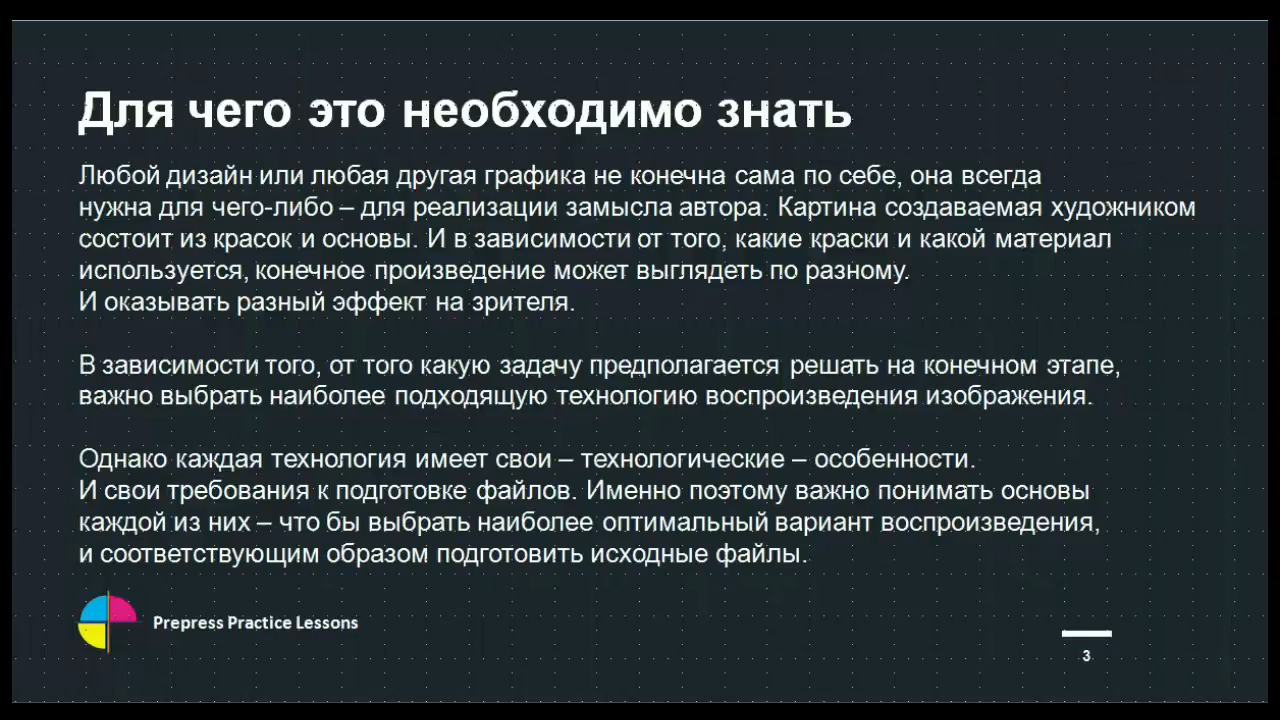 Для чего это необходимо знать
Любой дизайн или любая другая графика не конечна сама по себе, она всегда
нужна для чего-либо – для реализации замысла автора. Картина создаваемая художником
состоит из красок и основы. И в зависимости от того, какие краски и какой материал
используется, конечное произведение может выглядеть по разному.
И оказывать разный эффект на зрителя.
В зависимости того, от того какую задачу предполагается решать на конечном этапе,
важно выбрать наиболее подходящую технологию воспроизведения изображения.
Однако каждая технология имеет свои – технологические – особенности.
И свои требования к подготовке файлов. Именно поэтому важно понимать основы
каждой из них – что бы выбрать наиболее оптимальный вариант воспроизведения,
и соответствующим образом подготовить исходные файлы.
Prepress Practice Lessons
3